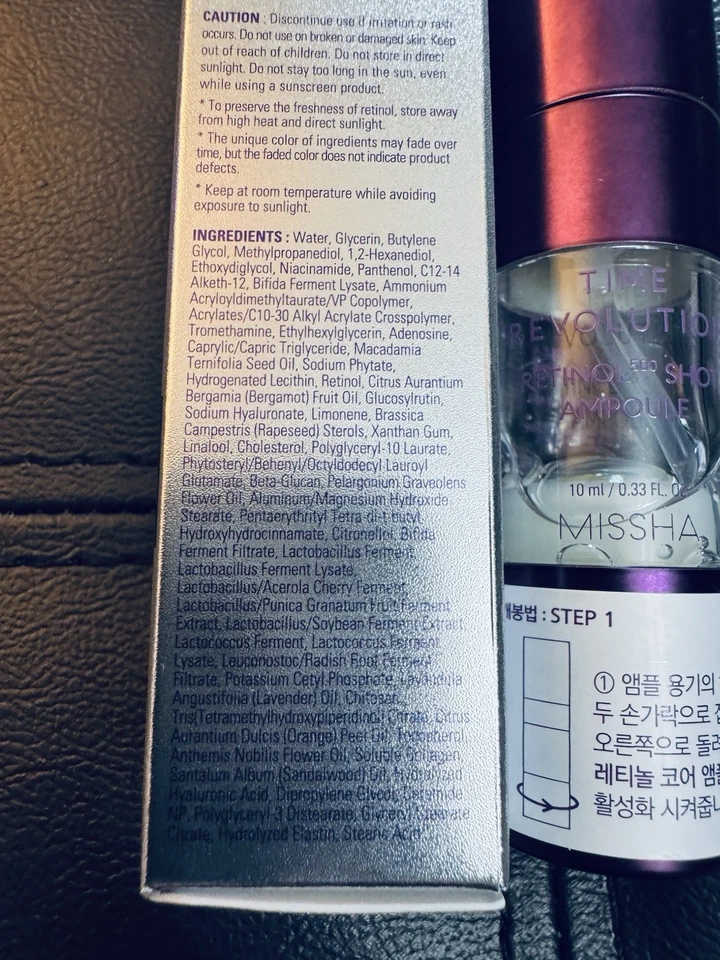 CAUTION : Discontinue use if irritation or rash
occurs. Do not use on broken or damaged skin. Keep
out of reach of children. Do not store in direct
sunlight. Do not stay too long in the sun, even
while using a sunscreen product.
* To preserve the freshness of retinol, store away
from high heat and direct sunlight.
* The unique color of ingredients may fade over
time, but the faded color does not indicate product
defects.
* Keep at room temperature while avoiding
exposure to sunlight.
INGREDIENTS : Water, Glycerin, Butylene
Glycol, Methylpropanediol, 1,2-Hexanediol,
Ethoxydiglycol, Niacinamide, Panthenol, C12-14
Alketh-12, Bifida Ferment Lysate, Ammonium
Acryloyldimethyltaurate/VP Copolymer,
Acrylates/C10-30 Alkyl Acrylate Crosspolymer,
Tromethamine, Ethylhexylglycerin, Adenosine,
Caprylic/Capric Triglyceride, Macadamia
Ternifolia Seed Oil, Sodium Phytate,
Hydrogenated Lecithin, Retinol, Citrus Aurantium
Bergamia (Bergamot) Fruit Oil, Glucosylrutin,
Sodium Hyaluronate, Limonene, Brassica
Campestris (Rapeseed) Sterols, Xanthan Gum,
Linalool, Cholesterol, Polyglyceryl-10 Laurate,
Phytosteryl/Behenyl/Octyldodecyl Lauroyl
Glutamate, Beta-Glucan, Pelargonium Graveolens
Flower Oil, Aluminum/Magnesium Hydroxide
Stearate, Pentaerythrityl Tetra-di-t-butyl
Hydroxyhydrocinnamate, Citronellol, Bifida
Ferment Filtrate, Lactobacillus Ferment,
Lactobacillus Ferment Lysate,
Lactobacillus/Acerola Cherry Ferment,
Lactobacillus/Punica Granatum Fruit Ferment
Extract, Lactobacillus/Soybean Ferment Extract,
Lactococcus Ferment, Lactococcus Ferment
Lysate, Leuconostoc/Radish Root Ferment
Filtrate, Potassium Cetyl Phosphate, Lavandula
Angustifolia (Lavender) Oil, Chitosan,
Tris(Tetramethylhydroxypiperidinol) Citrate, Citrus
Aurantium Dulcis (Orange) Peel Oil, Tocopherol,
Anthemis Nobilis Flower Oil, Soluble Collagen,
Santalum Album (Sandalwood) Oil, Hydrolyzed
Hyaluronic Acid, Dipropylene Glycol, Ceramide
NP, Polyglyceryl-3 Distearate, Glyceryl Stearate
Citrate, Hydrolyzed Elastin, Stearic Acid
TIME
REVOLUTION
RETINOL 500 SHOT
AMPOULE
10 ml / 0.33 FL. OZ
MISSHA
개봉법 : STEP 1
① 앰플 용기의
두 손가락으로
오른쪽으로 돌려
레티놀 코어 앰플
활성화 시켜줍니